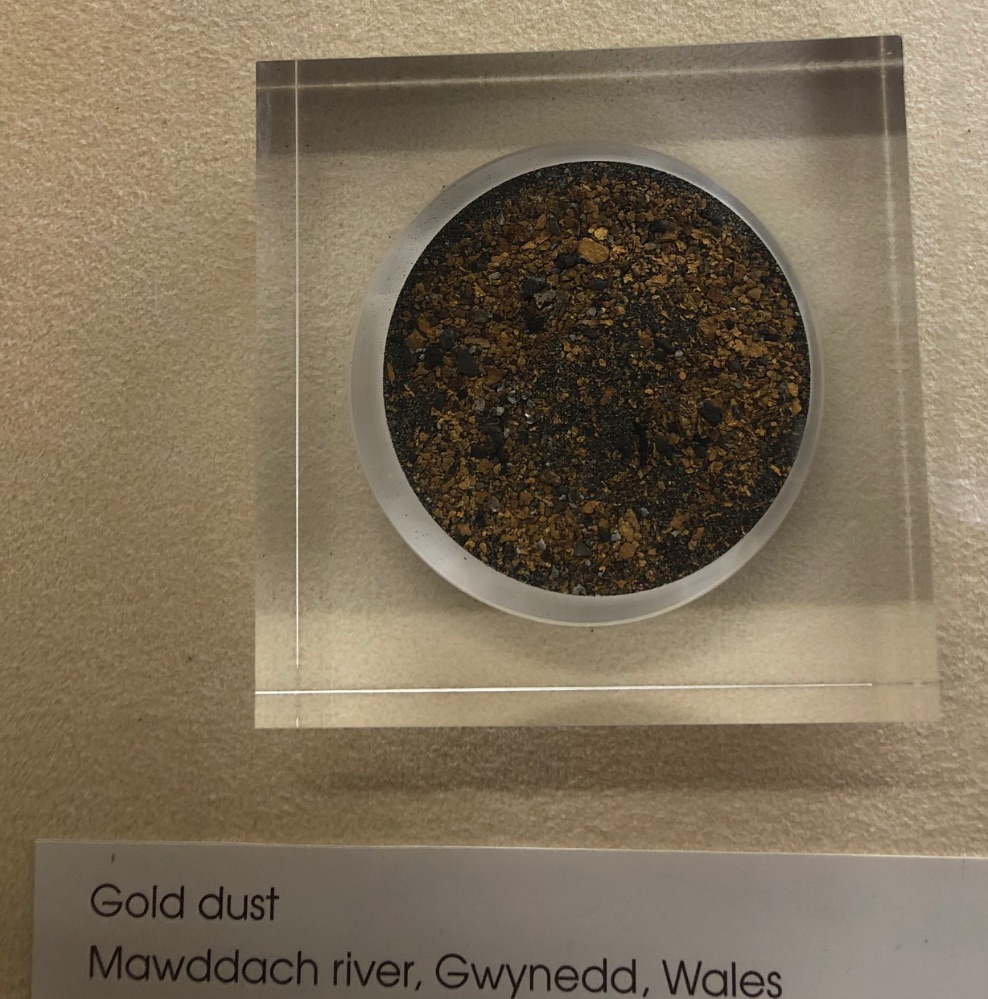 Gold dust
Mawddach river, Gwynedd, Wales